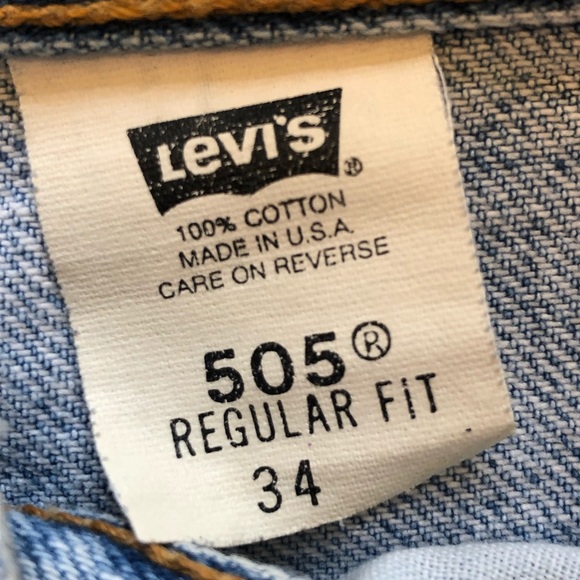 Levi's®
100% COTTON
MADE IN U.S.A.
CARE ON REVERSE
505®
REGULAR FIT
34